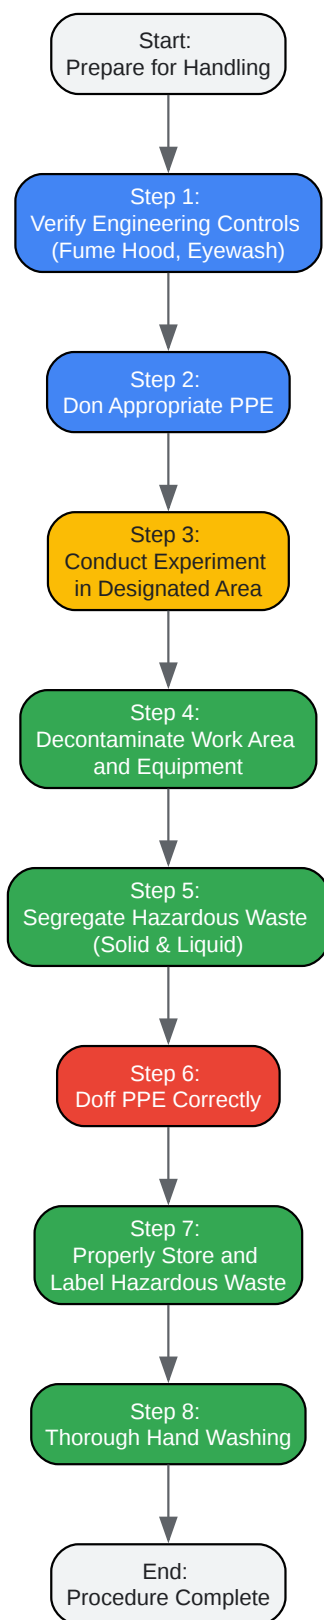 Start:
Prepare for Handling
Step 1:
Verify Engineering Controls
(Fume Hood, Eyewash)
Step 2:
Don Appropriate PPE
Step 3:
Conduct Experiment
in Designated Area
Step 4:
Decontaminate Work Area
and Equipment
Step 5:
Segregate Hazardous Waste
(Solid & Liquid)
Step 6:
Doff PPE Correctly
Step 7:
Properly Store and
Label Hazardous Waste
Step 8:
Thorough Hand Washing
End:
Procedure Complete